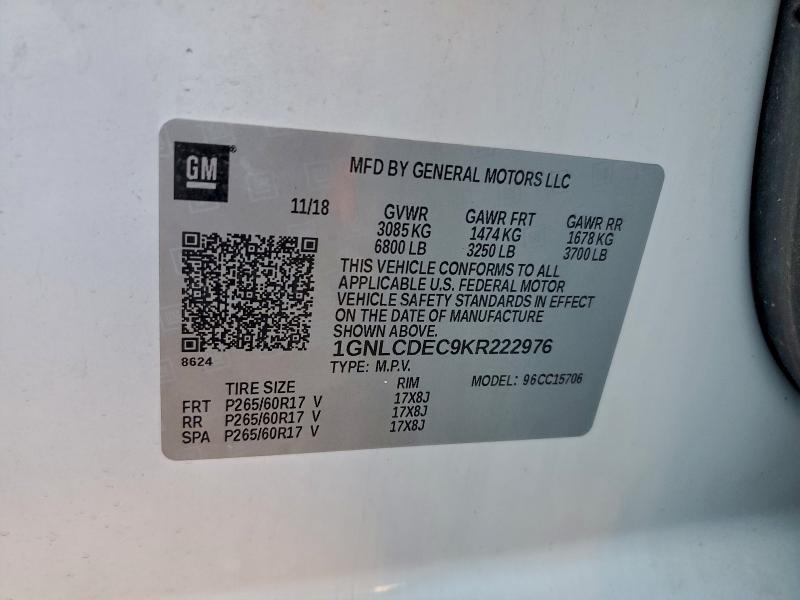 GM ®
MFD BY GENERAL MOTORS LLC
11/18 GVWR GAWR FRT GAWR RR
3085 KG 1474 KG 1678 KG
6800 LB 3250 LB 3700 LB
THIS VEHICLE CONFORMS TO ALL
APPLICABLE U.S. FEDERAL MOTOR
VEHICLE SAFETY STANDARDS IN EFFECT
ON THE DATE OF MANUFACTURE
SHOWN ABOVE.
8624 1GNLCDEC9KR222976
TYPE: M.P.V. MODEL: 96CC15706
TIRE SIZE RIM
FRT P265/60R17 V 17X8J
RR P265/60R17 V 17X8J
SPA P265/60R17 V 17X8J